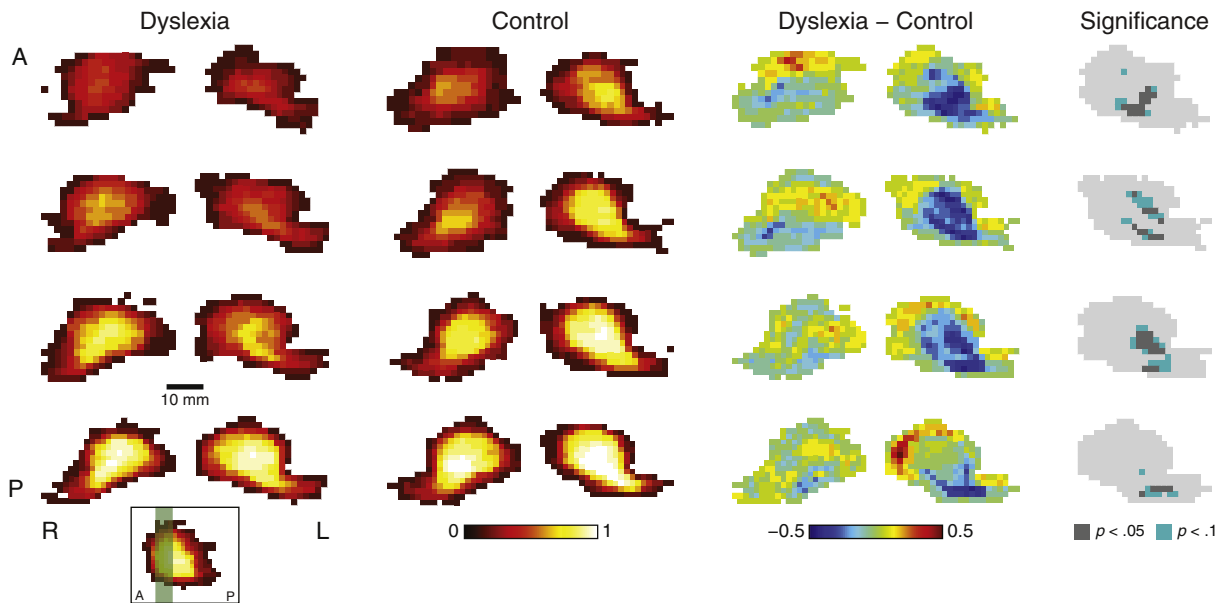 Dyslexia Control Dyslexia − Control Significance
A
10 mm
P
R L
0 1 −0.5 0.5 p < .05 p < .1
A P